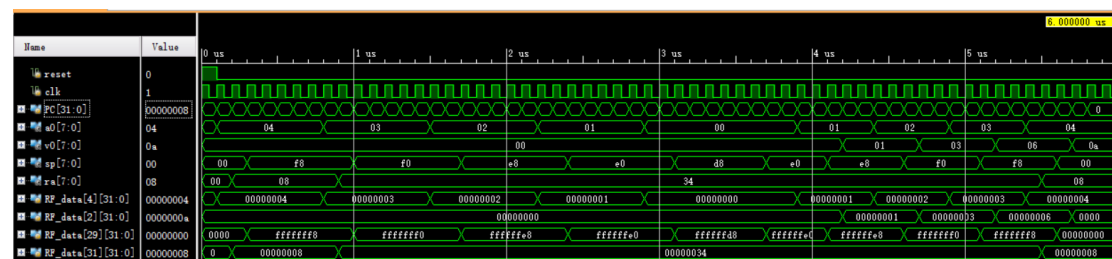 6.000000 us
Name Value 0 us 1 us 2 us 3 us 4 us 5 us
reset 0
clk 1
PC[31:0] 00000008 0
a0[7:0] 04 04 03 02 01 00 01 02 03 04
v0[7:0] 0a 00 01 03 06 0a
sp[7:0] 00 00 f8 f0 e8 e0 d8 e0 e8 f0 f8 00
ra[7:0] 08 00 08 34 08
RF_data[4][31:0] 00000004 00000004 00000003 00000002 00000001 00000000 00000001 00000002 00000003 00000004
RF_data[2][31:0] 0000000a 00000000 00000001 00000003 00000006 0000
RF_data[29][31:0] 00000000 0000 fffffff8 fffffff0 ffffffe8 ffffffe0 ffffffd8 ffffffe0 ffffffe8 fffffff0 fffffff8 00000000
RF_data[31][31:0] 00000008 0 00000008 00000034 00000008